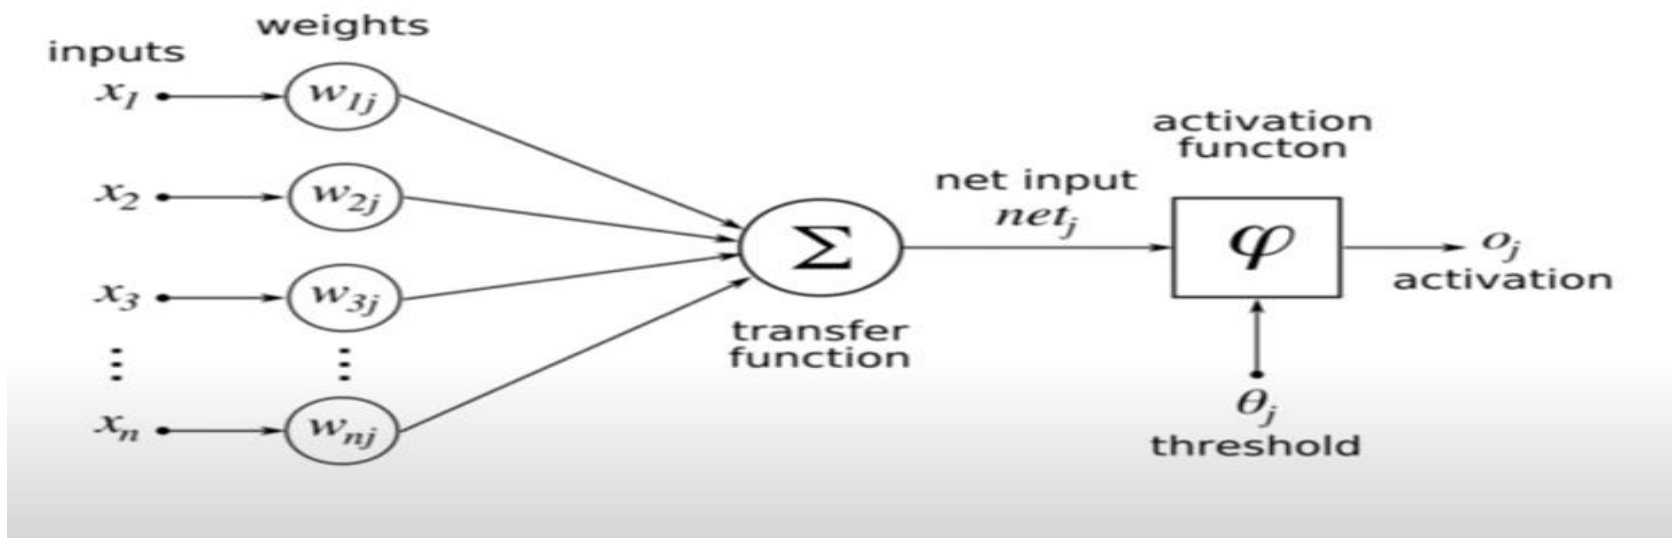 weights
inputs
x1
w1j
x2
w2j
x3
w3j
⋮
⋮
xn
wnj
Σ
transfer
function
net input
netj
activation
functon
φ
oj
activation
θj
threshold